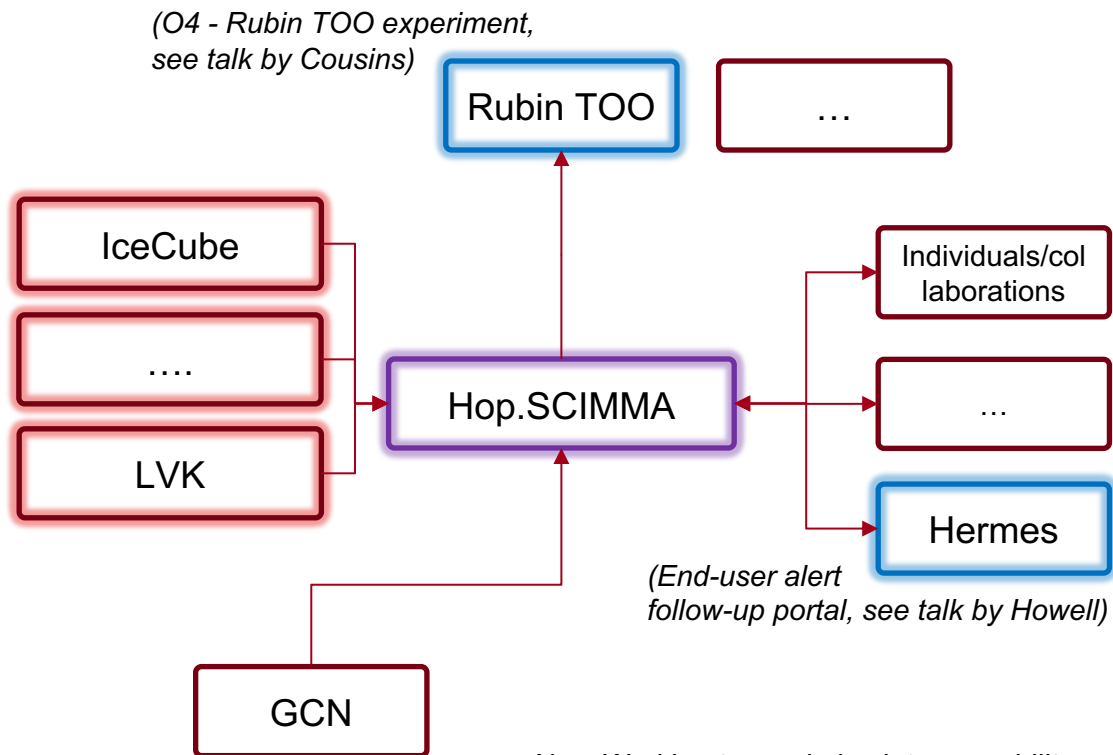 (O4 - Rubin TOO experiment,
see talk by Cousins)
Rubin TOO
…
IceCube
….
LVK
Hop.SCIMMA
Individuals/col
laborations
…
Hermes
(End-user alert
follow-up portal, see talk by Howell)
GCN